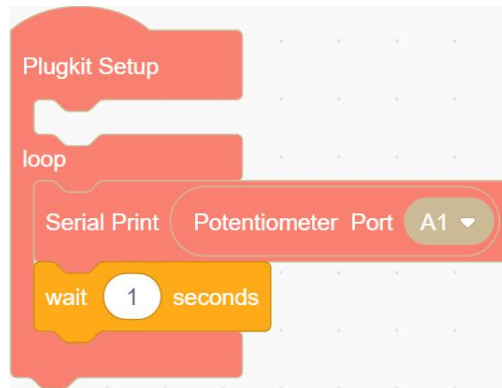 Plugkit Setup
loop
Serial Print Potentiometer Port A1
wait 1 seconds